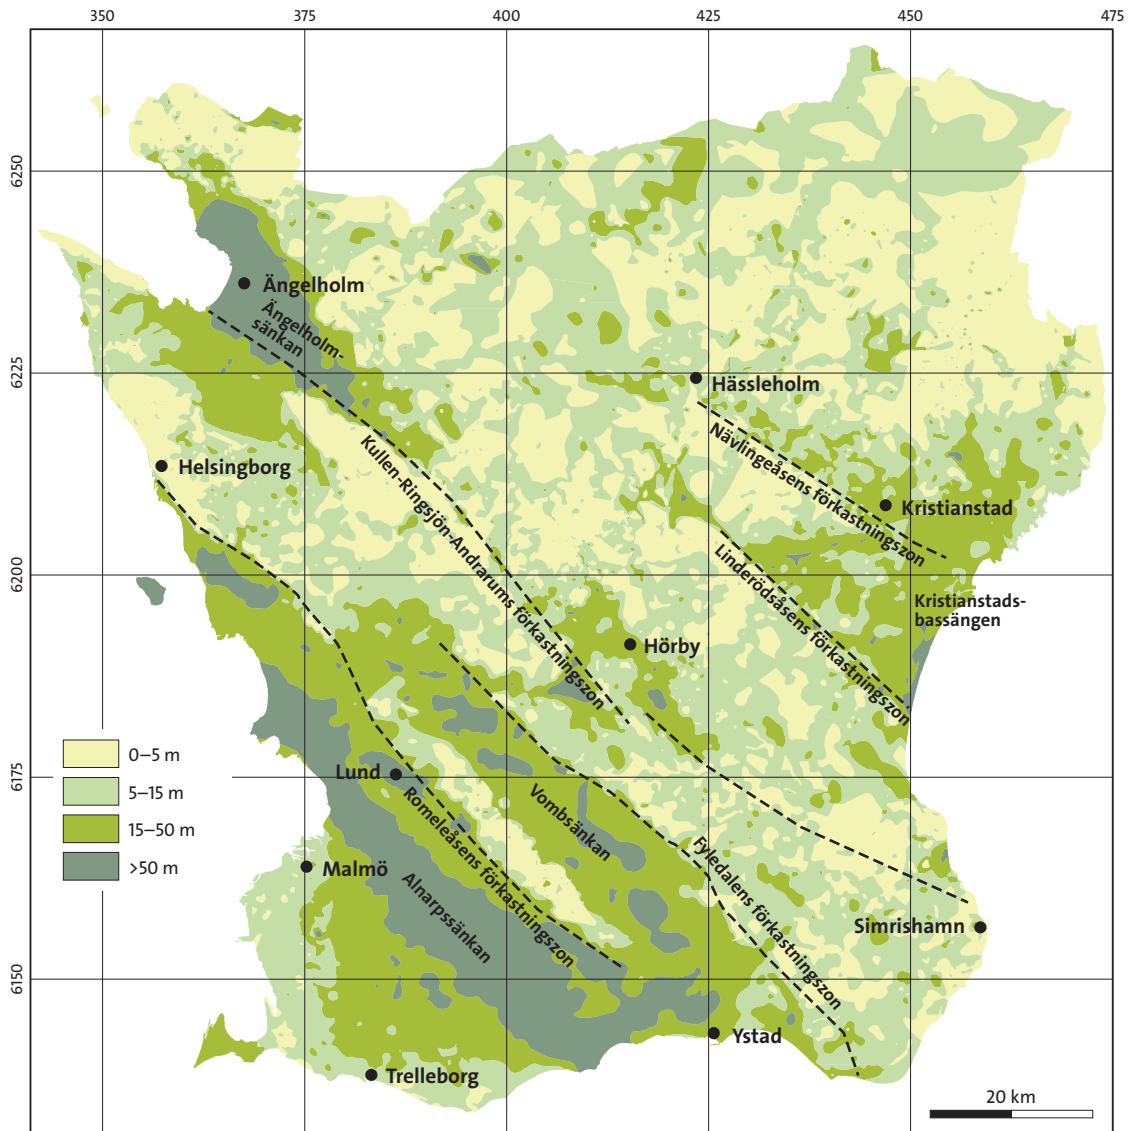 350 375 400 425 450 475
6250
6225
6200
6175
6150
Ängelholm
Ängelholm-
sänkan
Hässleholm
Nävlingeåsens förkastningszon
Helsingborg
Kullen-Ringsjön-Andrarums förkastningszon
Kristianstad
Linderödsåsens förkastningszon
Kristianstads-
bassängen
Hörby
0–5 m
5–15 m
15–50 m
>50 m
Lund
Romeleåsens förkastningszon
Vombsänkan
Fyledalens förkastningszon
Malmö
Alnarpssänkan
Simrishamn
Ystad
Trelleborg
20 km